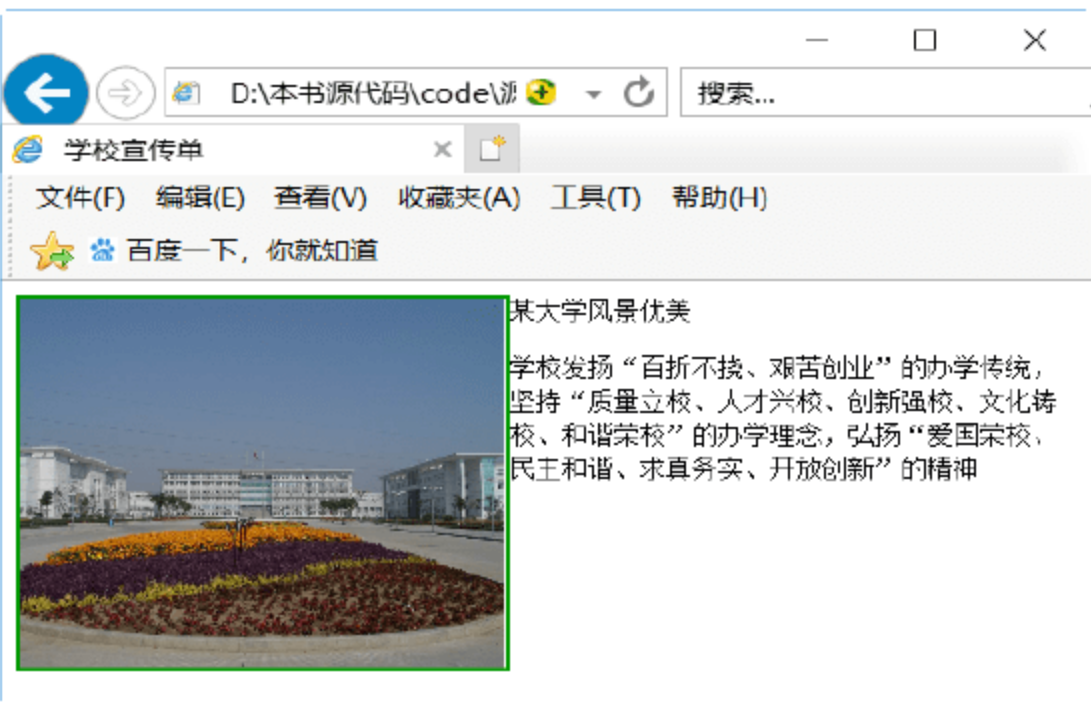 D:\本书源代码\code\源
搜索...
学校宣传单
文件(F) 编辑(E) 查看(V) 收藏夹(A) 工具(T) 帮助(H)
百度一下，你就知道
某大学风景优美
学校发扬“百折不挠、艰苦创业”的办学传统，
坚持“质量立校、人才兴校、创新强校、文化铸
校、和谐荣校”的办学理念，弘扬“爱国荣校、
民主和谐、求真务实、开放创新”的精神